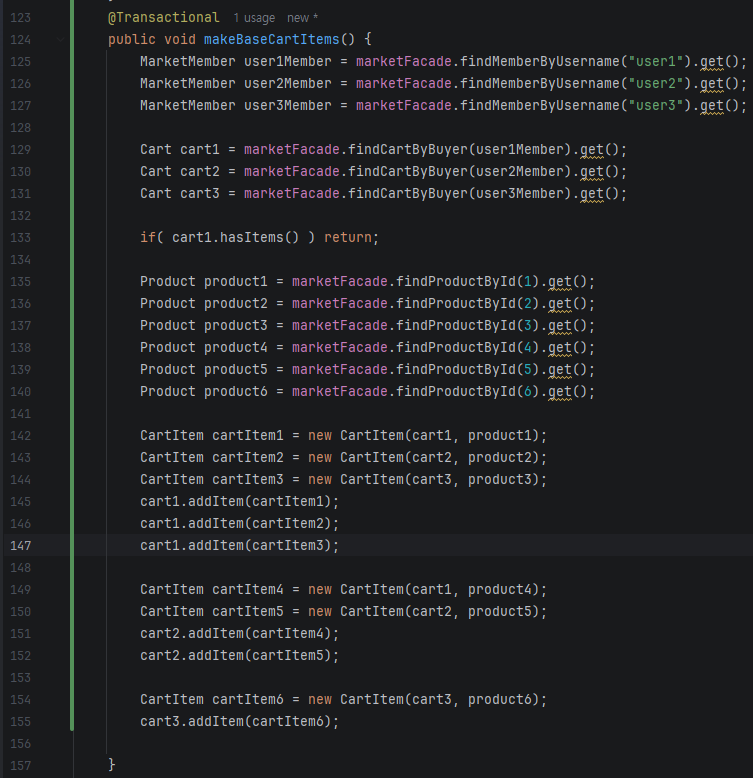 123 @Transactional 1 usage new *
124 public void makeBaseCartItems() {
125 MarketMember user1Member = marketFacade.findMemberByUsername("user1").get();
126 MarketMember user2Member = marketFacade.findMemberByUsername("user2").get();
127 MarketMember user3Member = marketFacade.findMemberByUsername("user3").get();
128
129 Cart cart1 = marketFacade.findCartByBuyer(user1Member).get();
130 Cart cart2 = marketFacade.findCartByBuyer(user2Member).get();
131 Cart cart3 = marketFacade.findCartByBuyer(user3Member).get();
132
133 if( cart1.hasItems() ) return;
134
135 Product product1 = marketFacade.findProductById(1).get();
136 Product product2 = marketFacade.findProductById(2).get();
137 Product product3 = marketFacade.findProductById(3).get();
138 Product product4 = marketFacade.findProductById(4).get();
139 Product product5 = marketFacade.findProductById(5).get();
140 Product product6 = marketFacade.findProductById(6).get();
141
142 CartItem cartItem1 = new CartItem(cart1, product1);
143 CartItem cartItem2 = new CartItem(cart2, product2);
144 CartItem cartItem3 = new CartItem(cart3, product3);
145 cart1.addItem(cartItem1);
146 cart1.addItem(cartItem2);
147 cart1.addItem(cartItem3);
148
149 CartItem cartItem4 = new CartItem(cart1, product4);
150 CartItem cartItem5 = new CartItem(cart2, product5);
151 cart2.addItem(cartItem4);
152 cart2.addItem(cartItem5);
153
154 CartItem cartItem6 = new CartItem(cart3, product6);
155 cart3.addItem(cartItem6);
156
157 }